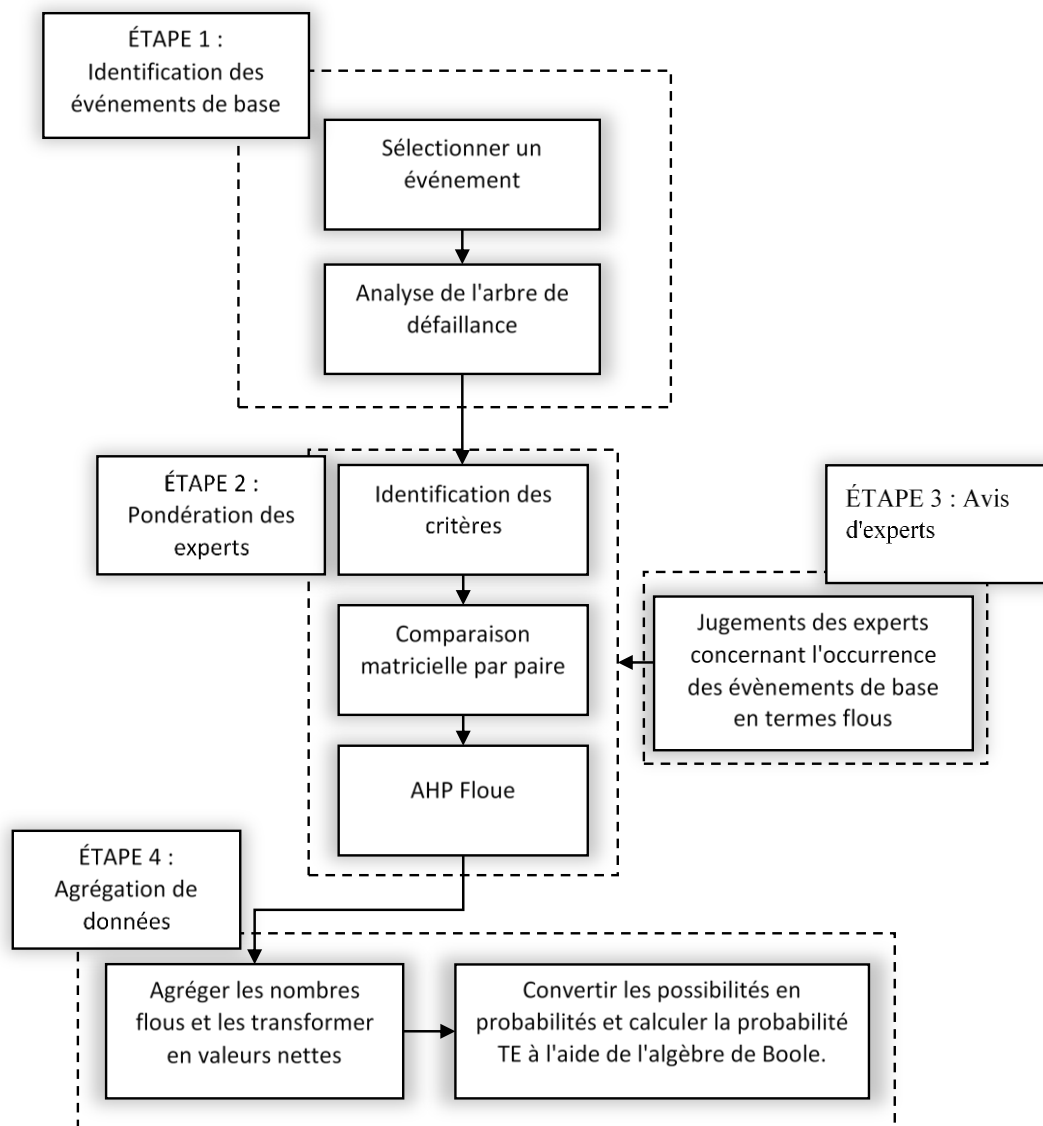 ÉTAPE 1 :
Identification des
événements de base
Sélectionner un
événement
Analyse de l'arbre de
défaillance
ÉTAPE 2 :
Pondération des
experts
Identification des
critères
Comparaison
matricielle par paire
AHP Floue
ÉTAPE 3 : Avis
d'experts
Jugements des experts
concernant l'occurrence
des évènements de base
en termes flous
ÉTAPE 4 :
Agrégation de
données
Agréger les nombres
flous et les transformer
en valeurs nettes
Convertir les possibilités en
probabilités et calculer la probabilité
TE à l'aide de l'algèbre de Boole.